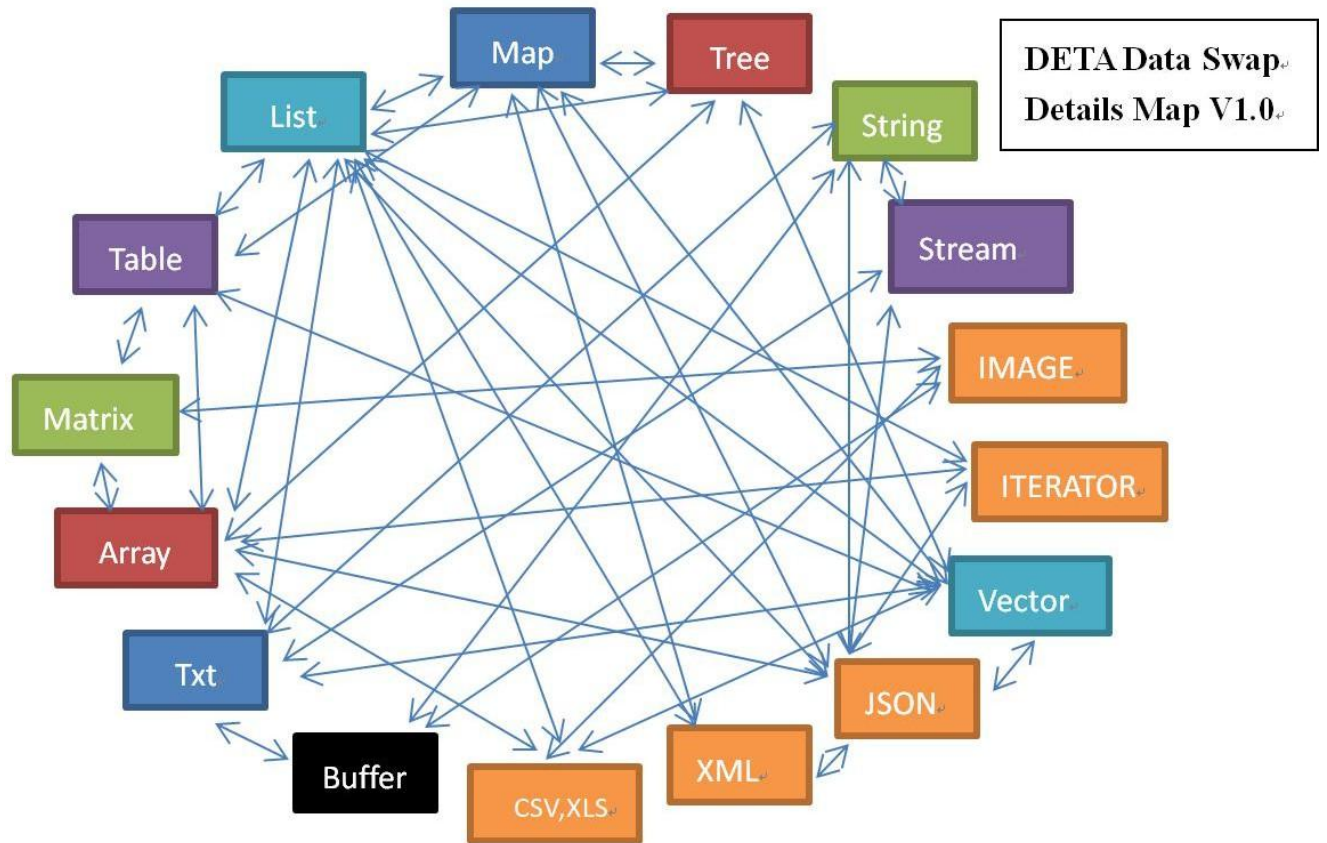 Map
Tree
DETA Data Swap
Details Map V1.0
List
String
Table
Stream
IMAGE
Matrix
ITERATOR
Array
Vector
Txt
JSON
Buffer
XML
CSV,XLS